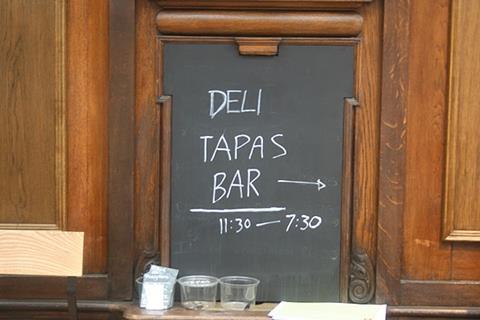 DELI
TAPAS
BAR →
11:30 — 7:30